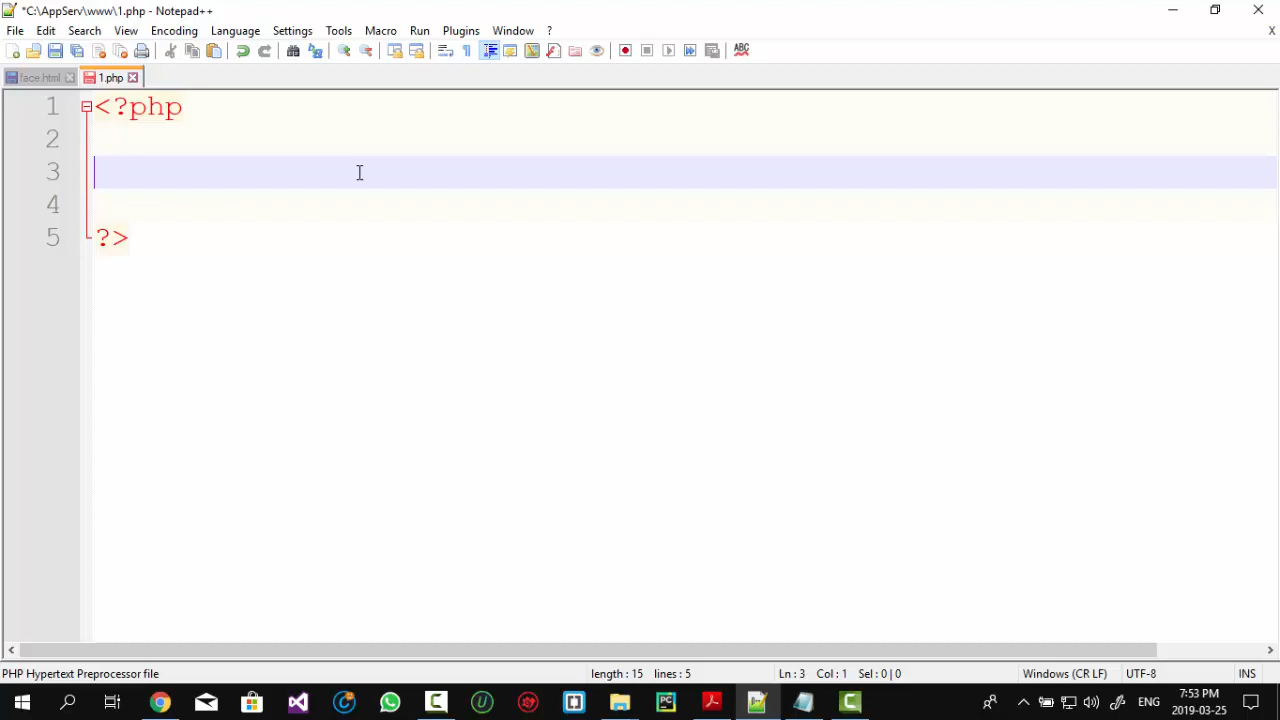 *C:\AppServ\www\1.php - Notepad++
File Edit Search View Encoding Language Settings Tools Macro Run Plugins Window ? X
ABC
face.html 1.php
1 <?php
2
3
4
5 ?>
PHP Hypertext Preprocessor file length : 15 lines : 5 Ln : 3 Col : 1 Sel : 0 | 0 Windows (CR LF) UTF-8 INS
ENG 7:53 PM
2019-03-25